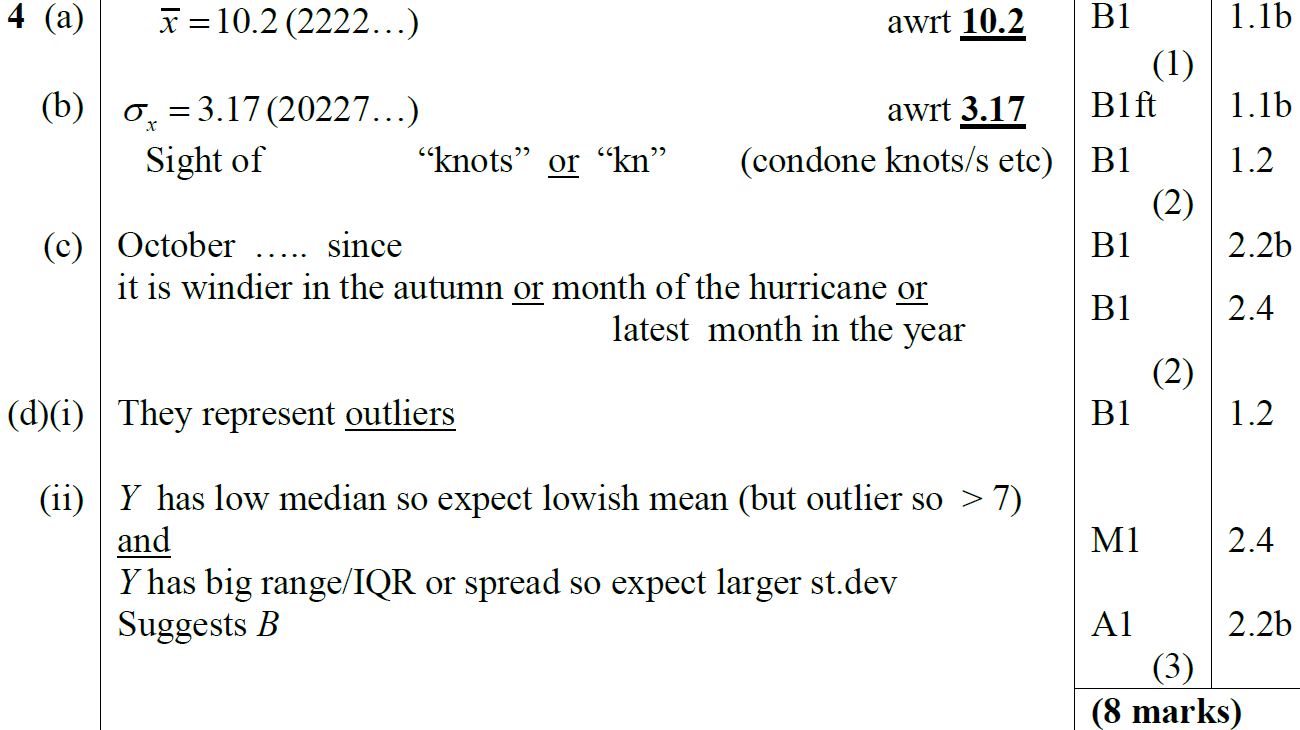 4 (a) x̄ = 10.2 (2222…) awrt 10.2 B1 1.1b
(1)
(b) σₓ = 3.17 (20227…) awrt 3.17 B1ft 1.1b
Sight of “knots” or “kn” (condone knots/s etc) B1 1.2
(2)
(c) October ….. since B1 2.2b
it is windier in the autumn or month of the hurricane or B1 2.4
latest month in the year
(2)
(d)(i) They represent outliers B1 1.2
(ii) Y has low median so expect lowish mean (but outlier so > 7)
and M1 2.4
Y has big range/IQR or spread so expect larger st.dev
Suggests B A1 2.2b
(3)
(8 marks)